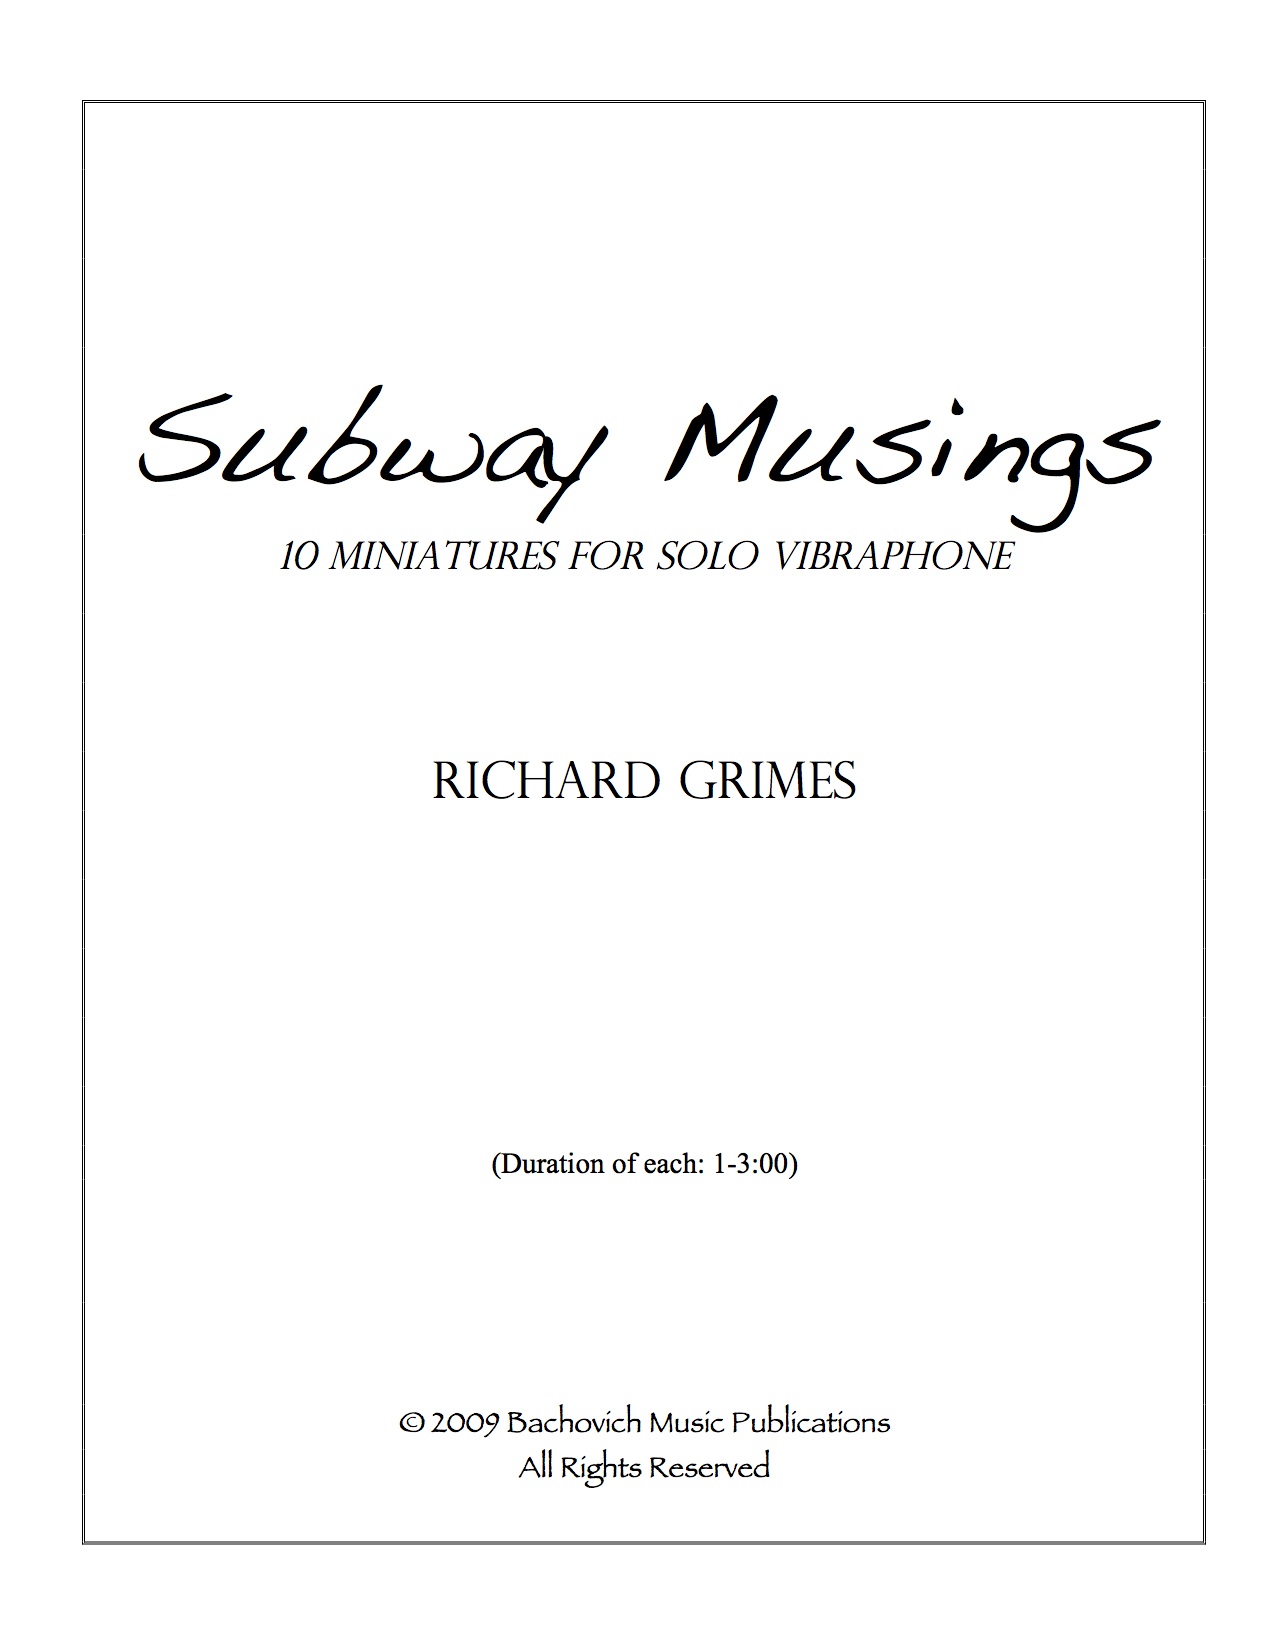 Subway Musings
10 MINIATURES FOR SOLO VIBRAPHONE
RICHARD GRIMES
(Duration of each: 1-3:00)
© 2009 Bachovich Music Publications
All Rights Reserved